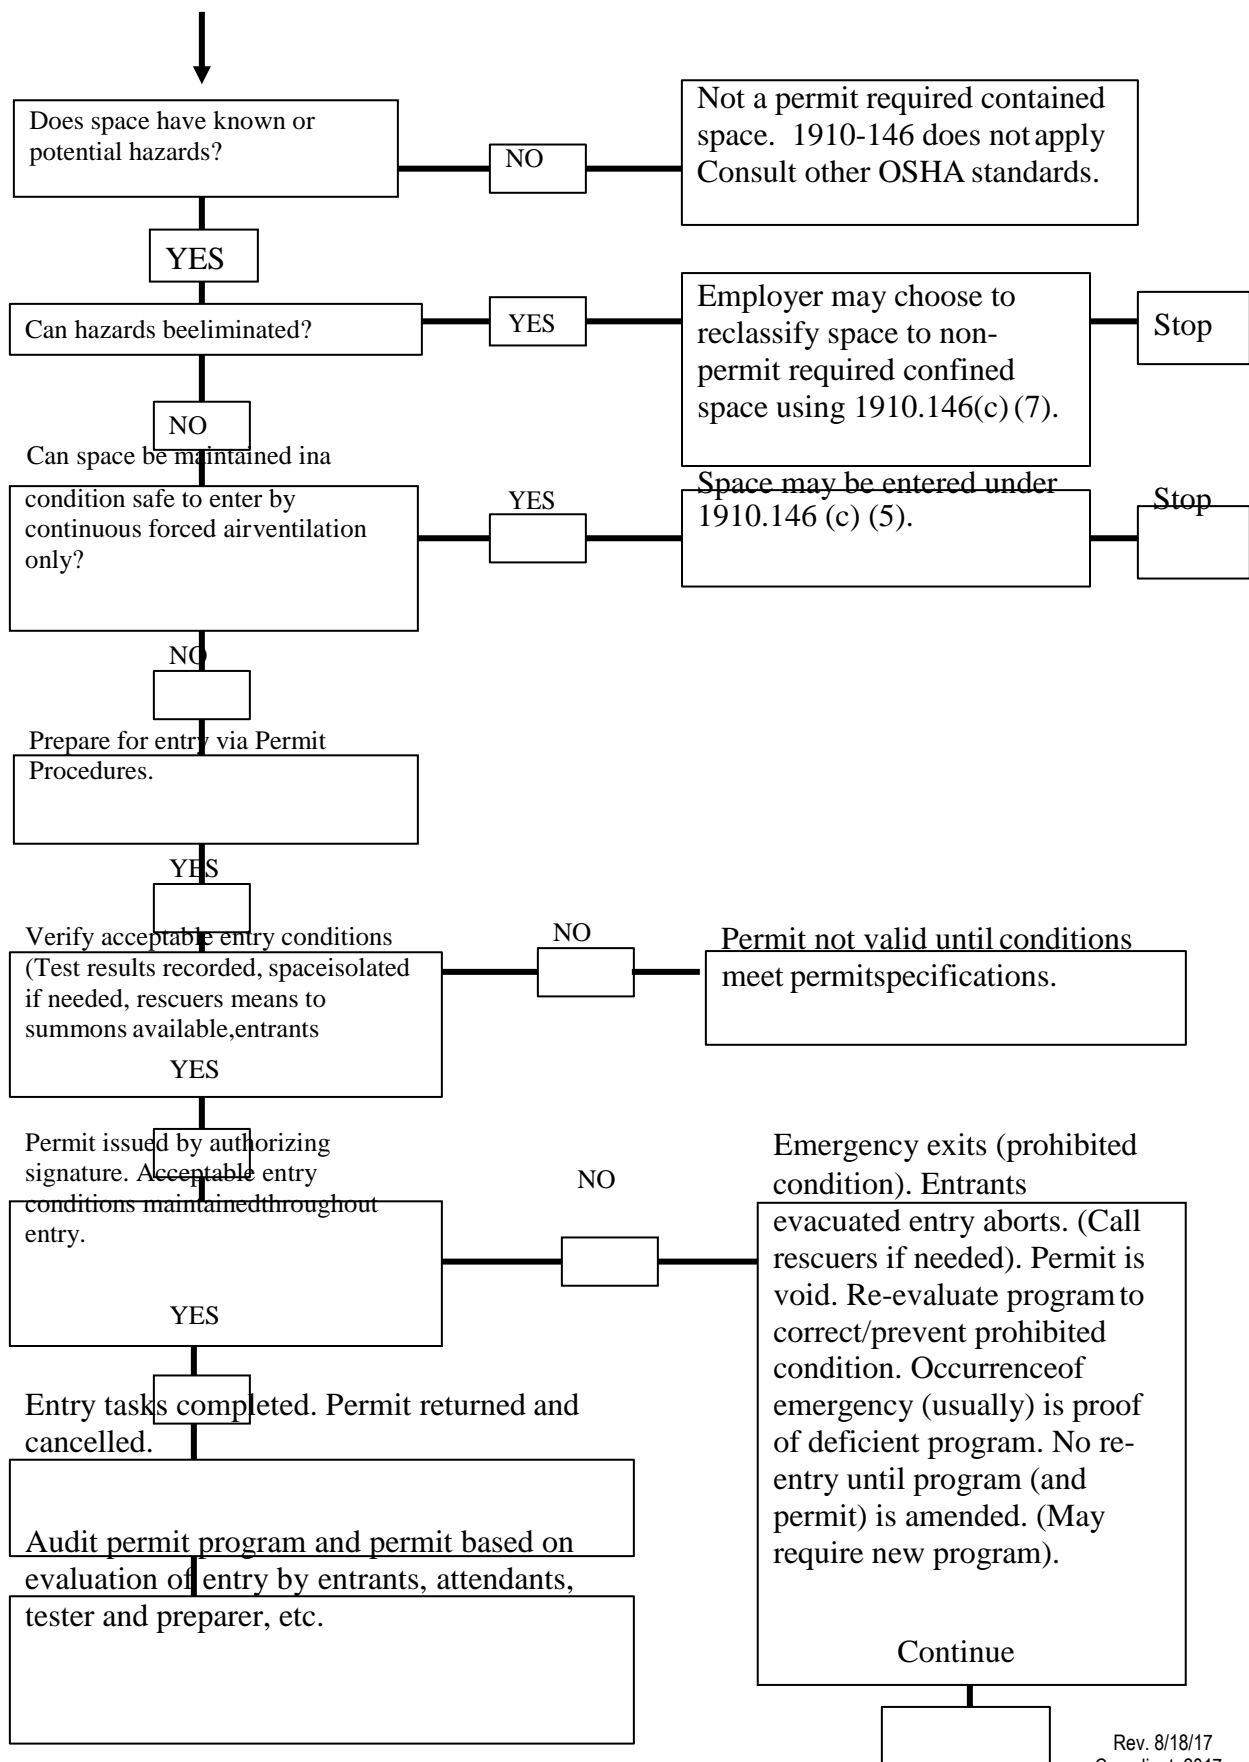 Does space have known or
potential hazards?
NO
Not a permit required contained
space. 1910-146 does not apply
Consult other OSHA standards.
YES
Can hazards beeliminated?
YES
Employer may choose to
reclassify space to non-
permit required confined
space using 1910.146(c) (7).
Stop
NO
Can space be maintained ina
condition safe to enter by
continuous forced airventilation
only?
YES
Space may be entered under
1910.146 (c) (5).
Stop
NO
Prepare for entry via Permit
Procedures.
YES
Verify acceptable entry conditions
(Test results recorded, spaceisolated
if needed, rescuers means to
summons available,entrants
NO
Permit not valid until conditions
meet permitspecifications.
YES
Permit issued by authorizing
signature. Acceptable entry
conditions maintainedthroughout
entry.
NO
Emergency exits (prohibited
condition). Entrants
evacuated entry aborts. (Call
rescuers if needed). Permit is
void. Re-evaluate program to
correct/prevent prohibited
condition. Occurrenceof
emergency (usually) is proof
of deficient program. No re-
entry until program (and
permit) is amended. (May
require new program).
YES
Entry tasks completed. Permit returned and
cancelled.
Audit permit program and permit based on
evaluation of entry by entrants, attendants,
tester and preparer, etc.
Continue
Rev. 8/18/17